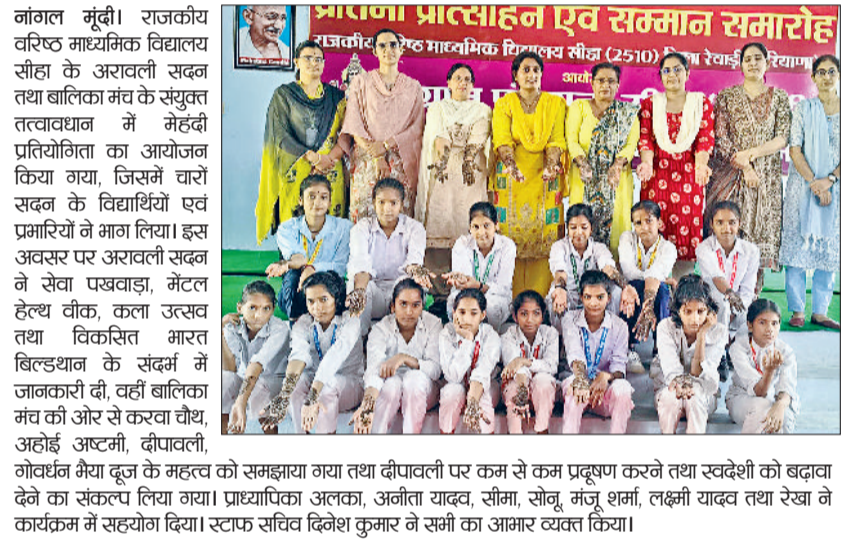 नांगल मूंदी। राजकीय
वरिष्ठ माध्यमिक विद्यालय
सीहा के अरावली सदन
तथा बालिका मंच के संयुक्त
तत्वावधान में मेहंदी
प्रतियोगिता का आयोजन
किया गया, जिसमें चारों
सदन के विद्यार्थियों एवं
प्रभारियों ने भाग लिया। इस
अवसर पर अरावली सदन
ने सेवा पखवाड़ा, मेंटल
हेल्थ वीक, कला उत्सव
तथा विकसित भारत
बिल्डथान के संदर्भ में
जानकारी दी, वहीं बालिका
मंच की ओर से करवा चौथ,
अहोई अष्टमी, दीपावली,
गोवर्धन भैया दूज के महत्व को समझाया गया तथा दीपावली पर कम से कम प्रदूषण करने तथा स्वदेशी को बढ़ावा
देने का संकल्प लिया गया। प्राध्यापिका अलका, अनीता यादव, सीमा, सोनू, मंजू शर्मा, लक्ष्मी यादव तथा रेखा ने
कार्यक्रम में सहयोग दिया। स्टाफ सचिव दिनेश कुमार ने सभी का आभार व्यक्त किया।
प्रतिभा प्रोत्साहन एवं सम्मान समारोह
राजकीय वरिष्ठ माध्यमिक विद्यालय सीहा (2510) जिला रेवाड़ी हरियाणा